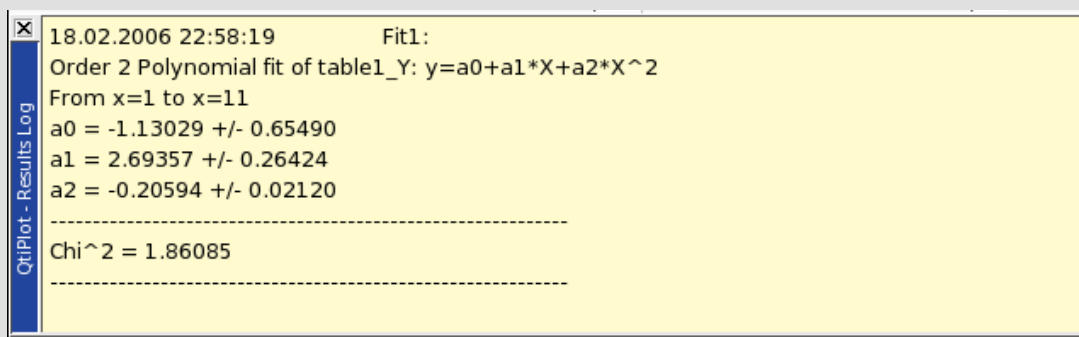 18.02.2006 22:58:19 Fit1:
Order 2 Polynomial fit of table1_Y: y=a0+a1*X+a2*X^2
From x=1 to x=11
a0 = -1.13029 +/- 0.65490
a1 = 2.69357 +/- 0.26424
a2 = -0.20594 +/- 0.02120
---------------------------------------------------------------
Chi^2 = 1.86085
---------------------------------------------------------------
QtiPlot - Results Log